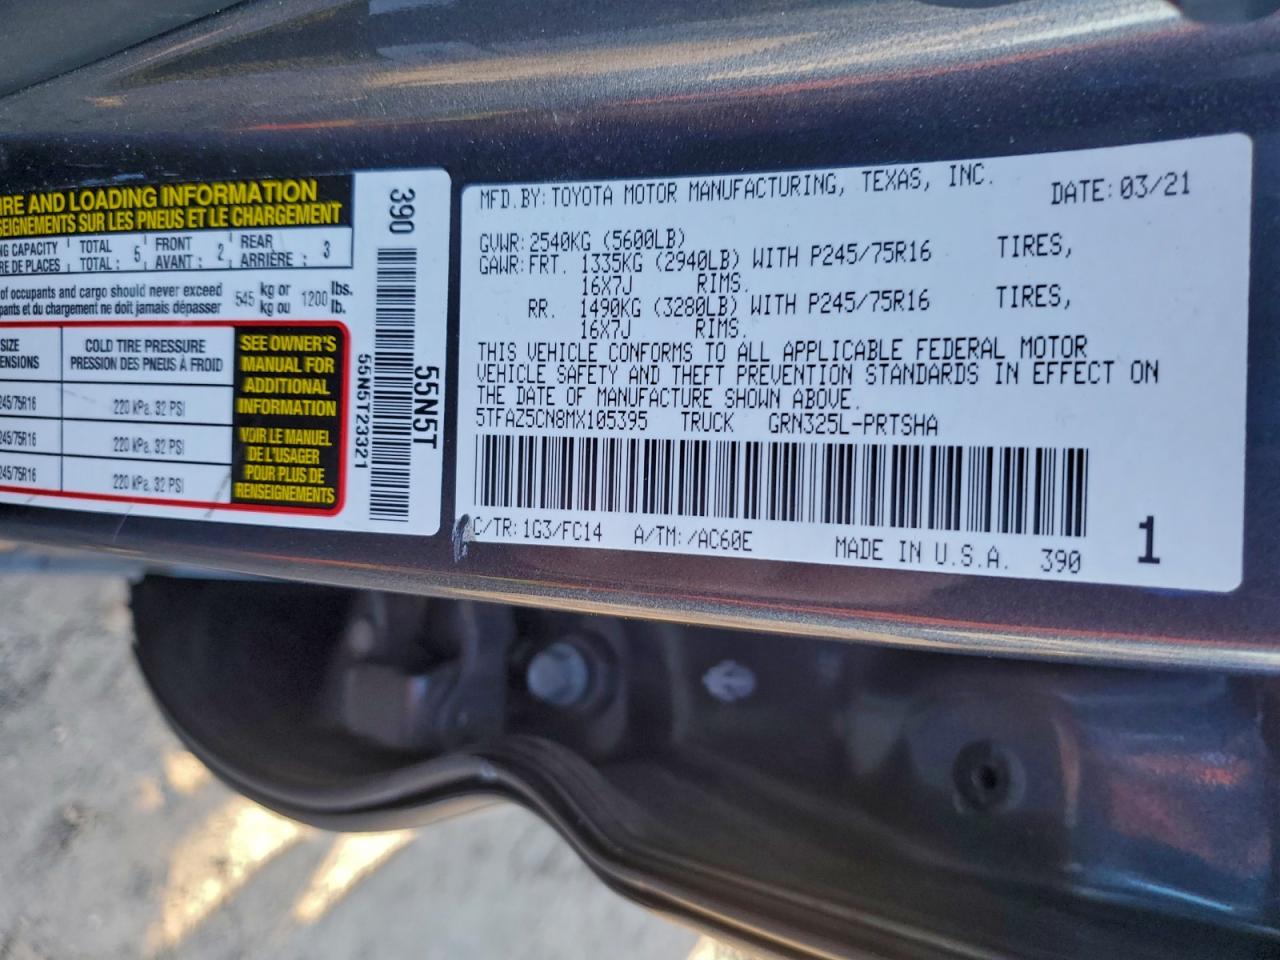 IRE AND LOADING INFORMATION
SEIGNEMENTS SUR LES PNEUS ET LE CHARGEMENT
NG CAPACITY TOTAL FRONT REAR
RE DE PLACES TOTAL : 5 AVANT : 2 ARRIÈRE : 3
of occupants and cargo should never exceed 545 kg or 1200 lbs.
pants et du chargement ne doit jamais dépasser kg ou lb.
SIZE COLD TIRE PRESSURE
ENSIONS PRESSION DES PNEUS À FROID
245/75R16 220 kPa, 32 PSI
245/75R16 220 kPa, 32 PSI
245/75R16 220 kPa, 32 PSI
SEE OWNER'S
MANUAL FOR
ADDITIONAL
INFORMATION
VOIR LE MANUEL
DE L'USAGER
POUR PLUS DE
RENSEIGNEMENTS
390
55N5T
55N5T23321
MFD.BY: TOYOTA MOTOR MANUFACTURING, TEXAS, INC. DATE: 03/21
GVWR: 2540KG (5600LB)
GAWR: FRT. 1335KG (2940LB) WITH P245/75R16 TIRES,
16X7J RIMS.
RR. 1490KG (3280LB) WITH P245/75R16 TIRES,
16X7J RIMS.
THIS VEHICLE CONFORMS TO ALL APPLICABLE FEDERAL MOTOR
VEHICLE SAFETY AND THEFT PREVENTION STANDARDS IN EFFECT ON
THE DATE OF MANUFACTURE SHOWN ABOVE.
5TFAZ5CN8MX105395 TRUCK GRN325L-PRTSHA
C/TR: 1G3/FC14 A/TM: /AC60E MADE IN U.S.A. 390
1